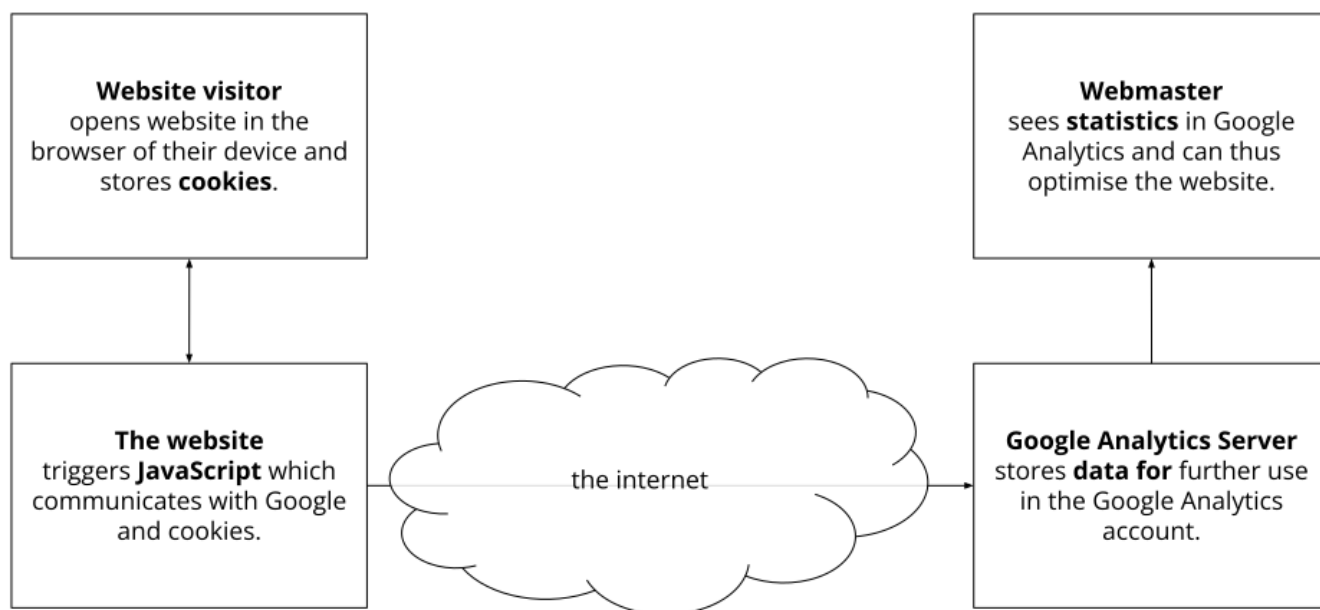 Website visitor
opens website in the
browser of their device and
stores cookies.
Webmaster
sees statistics in Google
Analytics and can thus
optimise the website.
The website
triggers JavaScript which
communicates with Google
and cookies.
the internet
Google Analytics Server
stores data for further use
in the Google Analytics
account.